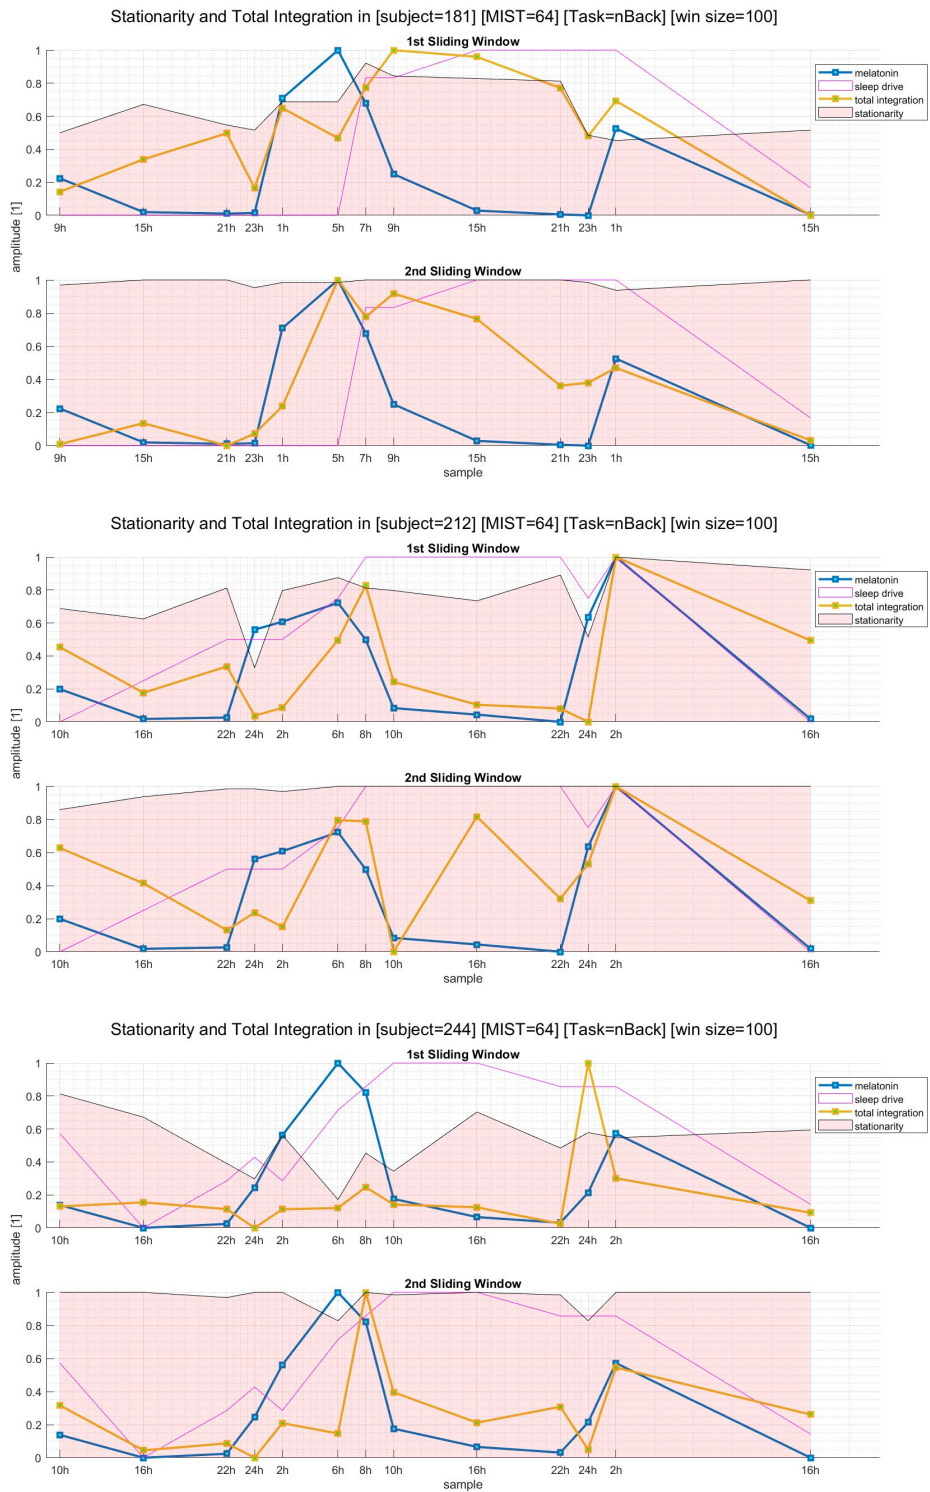 Stationarity and Total Integration in [subject=181] [MIST=64] [Task=nBack] [win size=100]
1st Sliding Window
1
0.8
0.6
0.4
0.2
0
9h 15h 21h 23h 1h 5h 7h 9h 15h 21h 23h 1h 15h
melatonin
sleep drive
total integration
stationarity
amplitude [1]
2nd Sliding Window
1
0.8
0.6
0.4
0.2
0
9h 15h 21h 23h 1h 5h 7h 9h 15h 21h 23h 1h 15h
sample
Stationarity and Total Integration in [subject=212] [MIST=64] [Task=nBack] [win size=100]
1st Sliding Window
1
0.8
0.6
0.4
0.2
0
10h 16h 22h 24h 2h 6h 8h 10h 16h 22h 24h 2h 16h
melatonin
sleep drive
total integration
stationarity
amplitude [1]
2nd Sliding Window
1
0.8
0.6
0.4
0.2
0
10h 16h 22h 24h 2h 6h 8h 10h 16h 22h 24h 2h 16h
sample
Stationarity and Total Integration in [subject=244] [MIST=64] [Task=nBack] [win size=100]
1st Sliding Window
1
0.8
0.6
0.4
0.2
0
10h 16h 22h 24h 2h 6h 8h 10h 16h 22h 24h 2h 16h
melatonin
sleep drive
total integration
stationarity
amplitude [1]
2nd Sliding Window
1
0.8
0.6
0.4
0.2
0
10h 16h 22h 24h 2h 6h 8h 10h 16h 22h 24h 2h 16h
sample